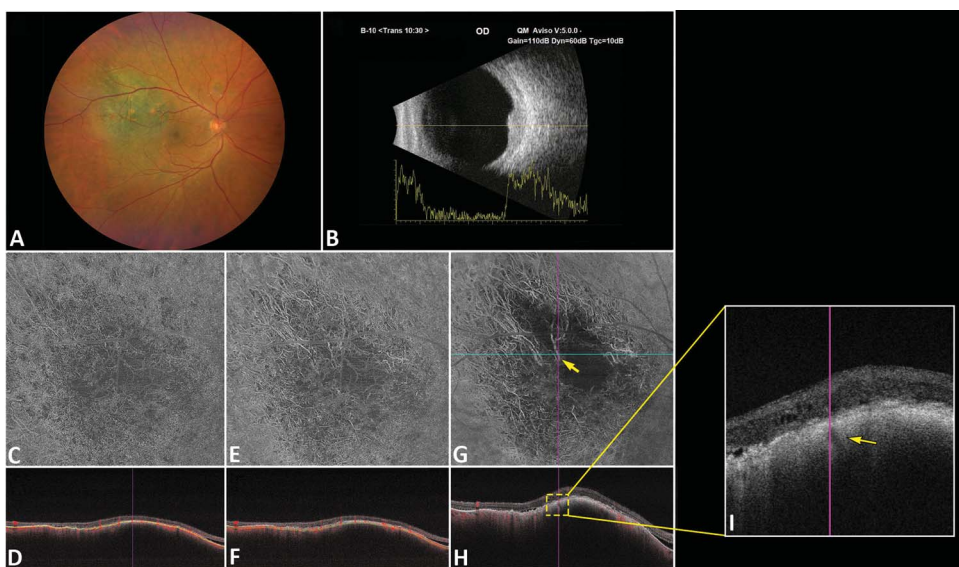 B-10 <Trans 10:30 >
OD
QM Aviso V:5.0.0 -
Gain=110dB Dyn=60dB Tgc=10dB
A
B
C
E
G
D
F
H
I